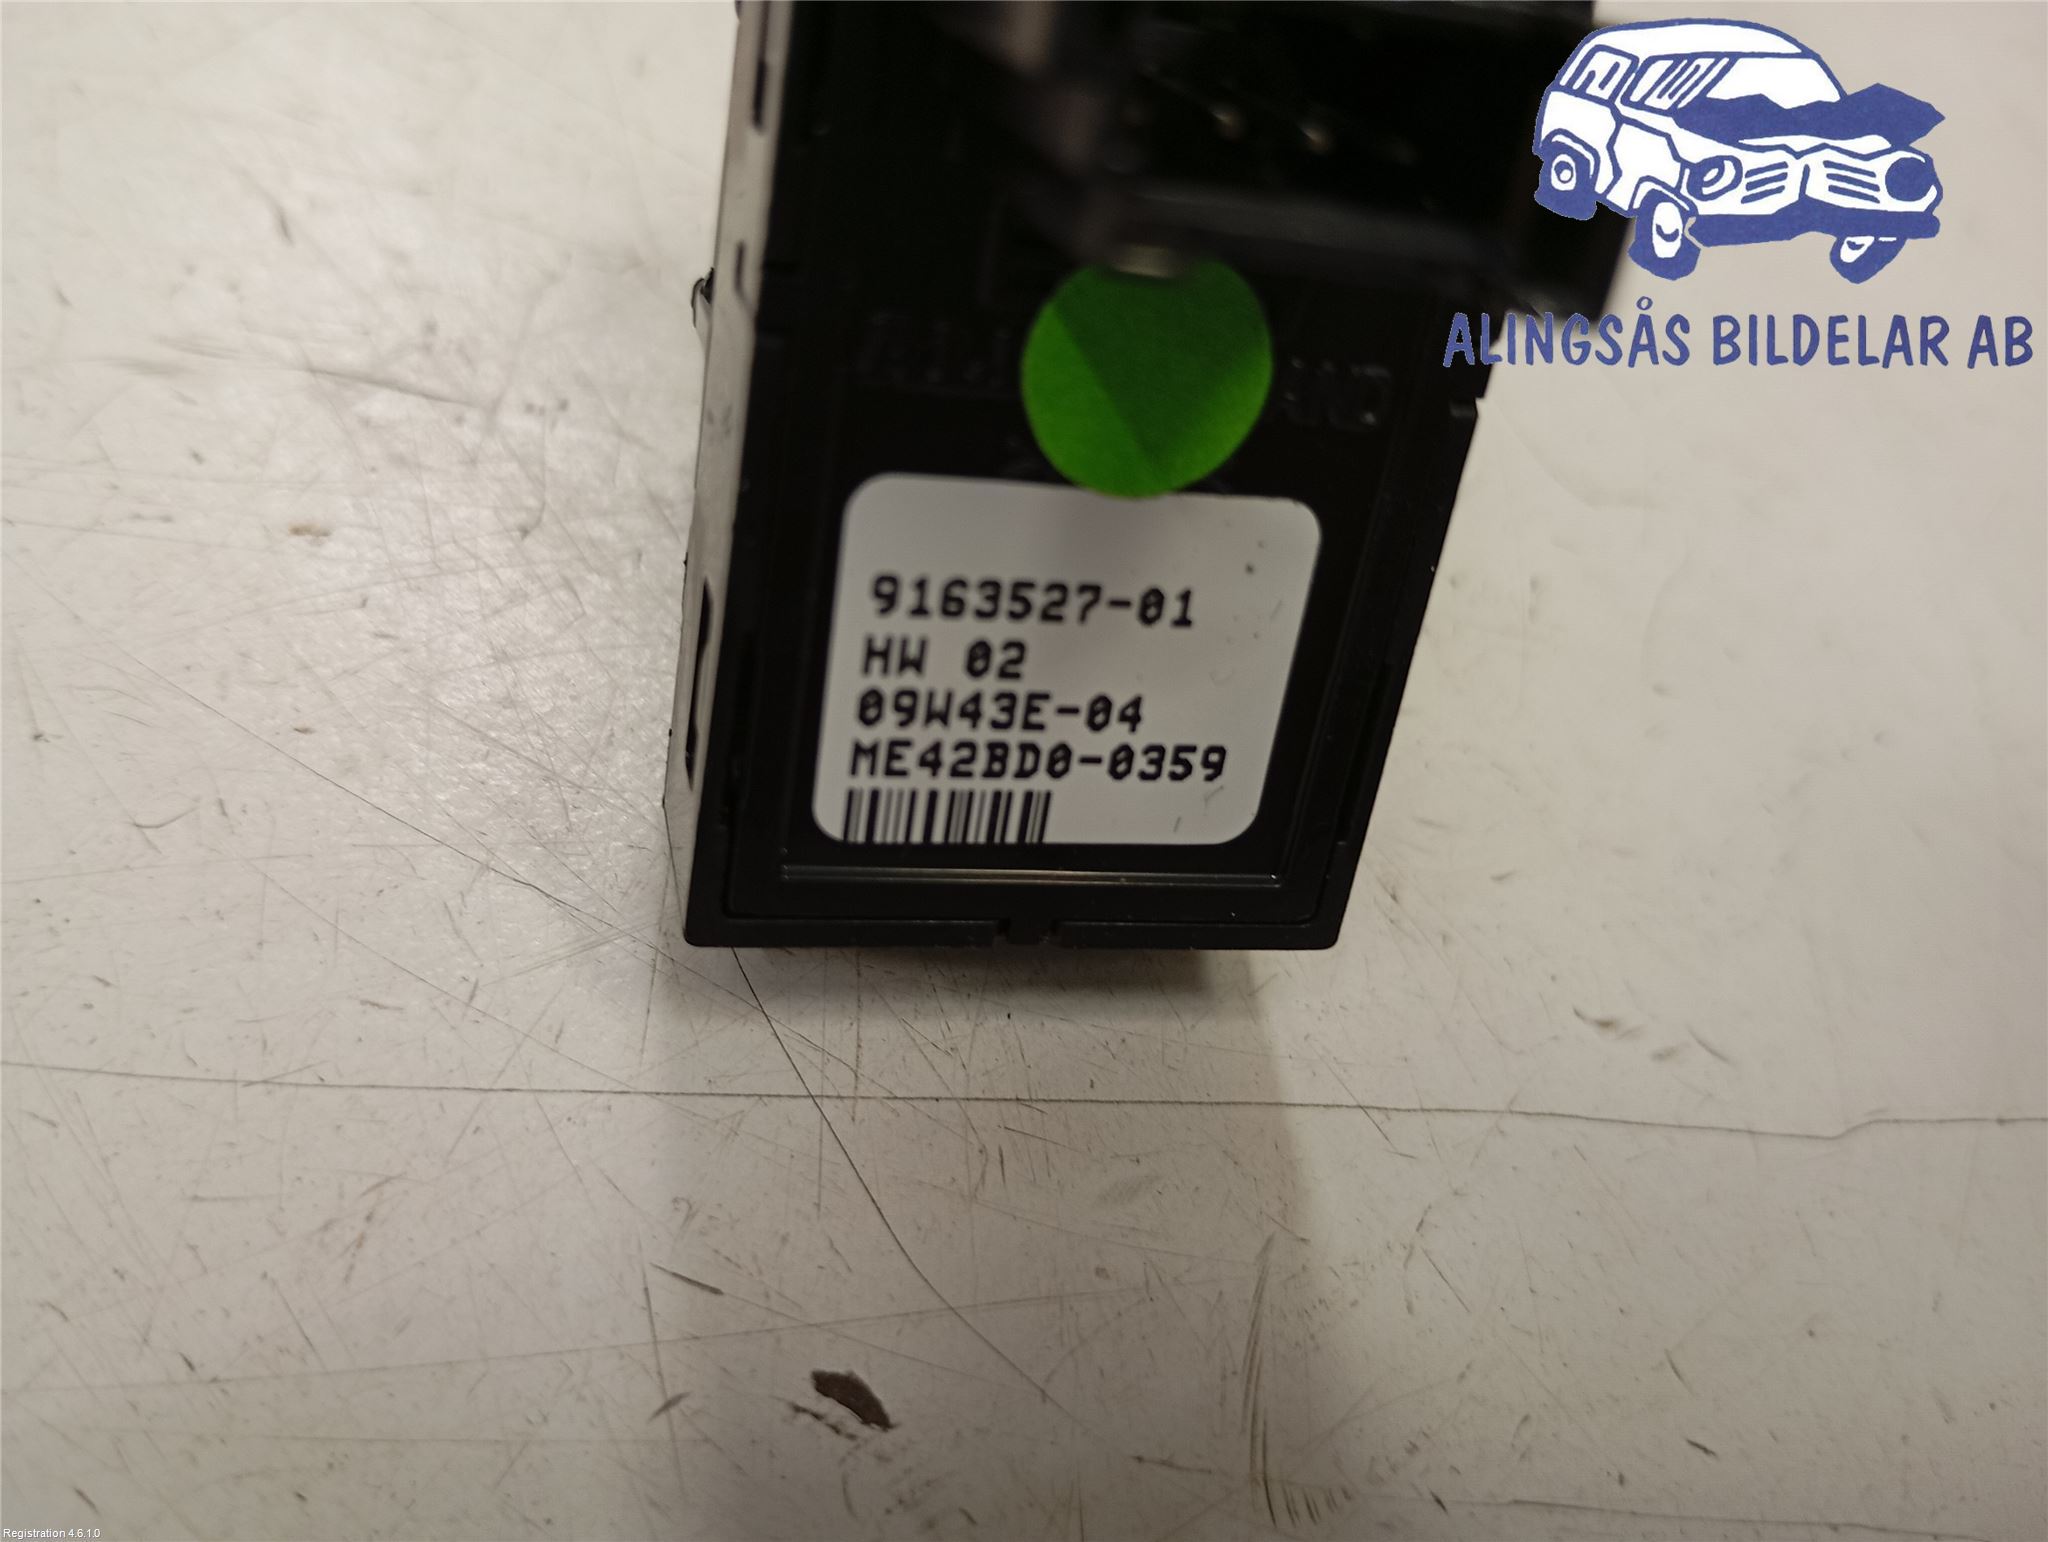 ALINGSÅS BILDELAR AB
9163527-01
HW 02
09W43E-04
ME42BD0-0359
Registration 4.6.1.0